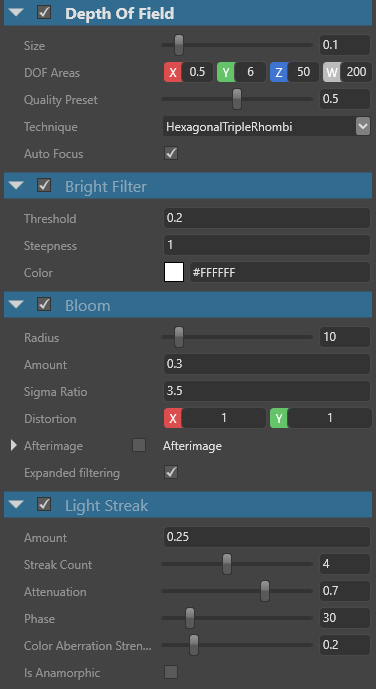 Depth Of Field
Size 0.1
DOF Areas X 0.5 Y 6 Z 50 W 200
Quality Preset 0.5
Technique HexagonalTripleRhombi
Auto Focus
Bright Filter
Threshold 0.2
Steepness 1
Color #FFFFFF
Bloom
Radius 10
Amount 0.3
Sigma Ratio 3.5
Distortion X 1 Y 1
Afterimage Afterimage
Expanded filtering
Light Streak
Amount 0.25
Streak Count 4
Attenuation 0.7
Phase 30
Color Aberration Stren... 0.2
Is Anamorphic